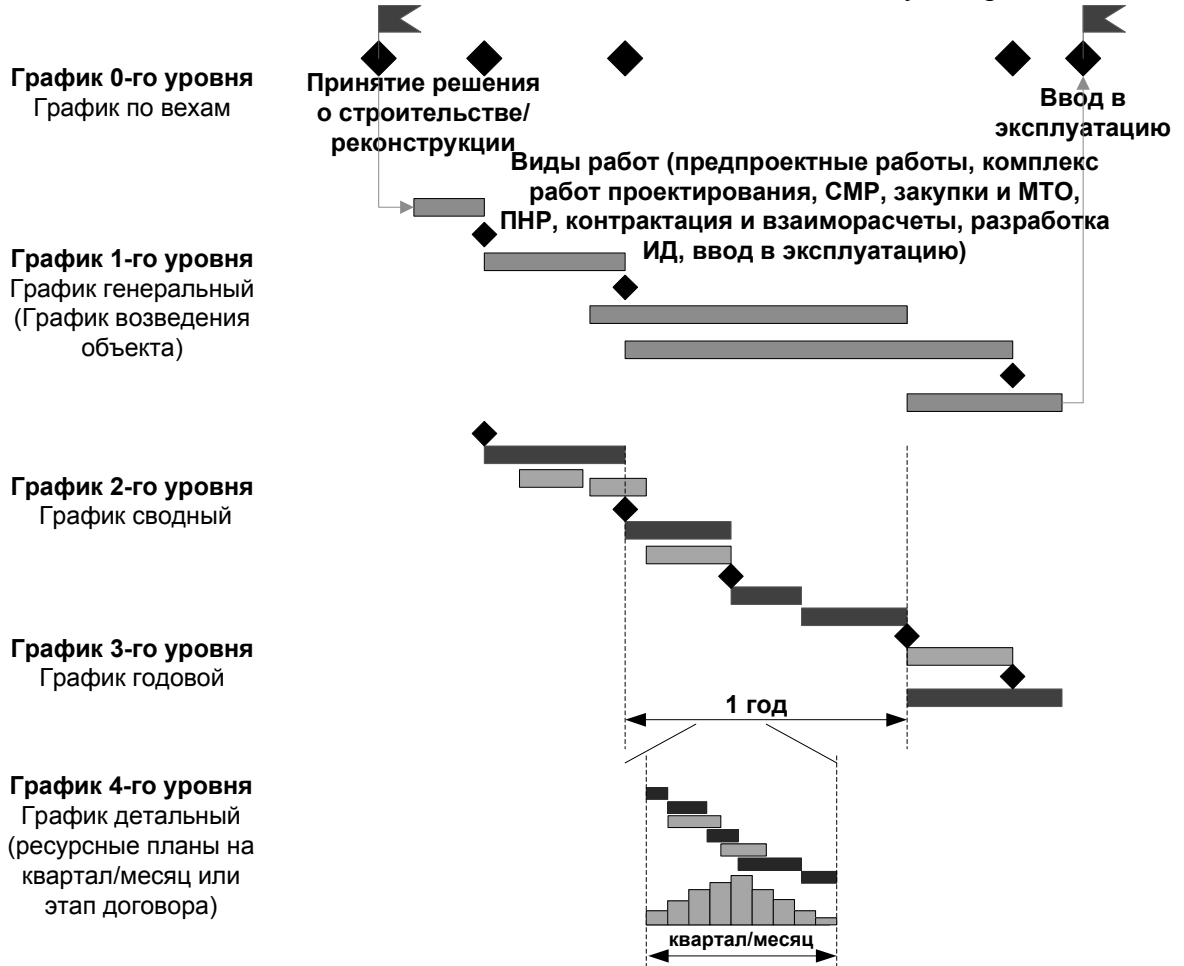 График 0-го уровня
График по вехам
Принятие решения
о строительстве/
реконструкции
Ввод в
эксплуатацию
Виды работ (предпроектные работы, комплекс
работ проектирования, СМР, закупки и МТО,
ПНР, контрактация и взаиморасчеты, разработка
ИД, ввод в эксплуатацию)
График 1-го уровня
График генеральный
(График возведения
объекта)
График 2-го уровня
График сводный
График 3-го уровня
График годовой
1 год
График 4-го уровня
График детальный
(ресурсные планы на
квартал/месяц или
этап договора)
квартал/месяц